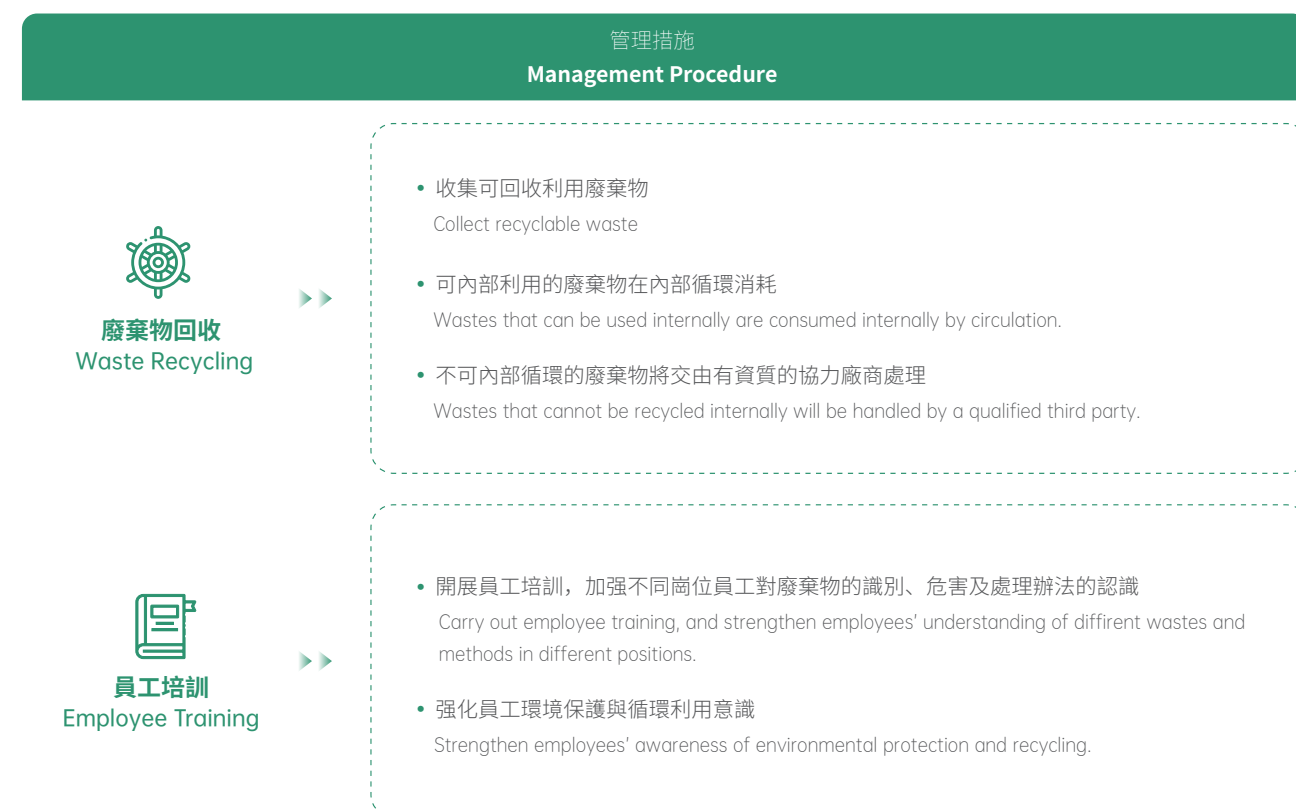 管理措施
Management Procedure
廢棄物回收
Waste Recycling
• 收集可回收利用廢棄物
Collect recyclable waste
• 可內部利用的廢棄物在內部循環消耗
Wastes that can be used internally are consumed internally by circulation.
• 不可內部循環的廢棄物將交由有資質的協力廠商處理
Wastes that cannot be recycled internally will be handled by a qualified third party.
員工培訓
Employee Training
• 開展員工培訓，加强不同崗位員工對廢棄物的識別、危害及處理辦法的認識
Carry out employee training, and strengthen employees’ understanding of diffirent wastes and
methods in different positions.
• 强化員工環境保護與循環利用意識
Strengthen employees’ awareness of environmental protection and recycling.